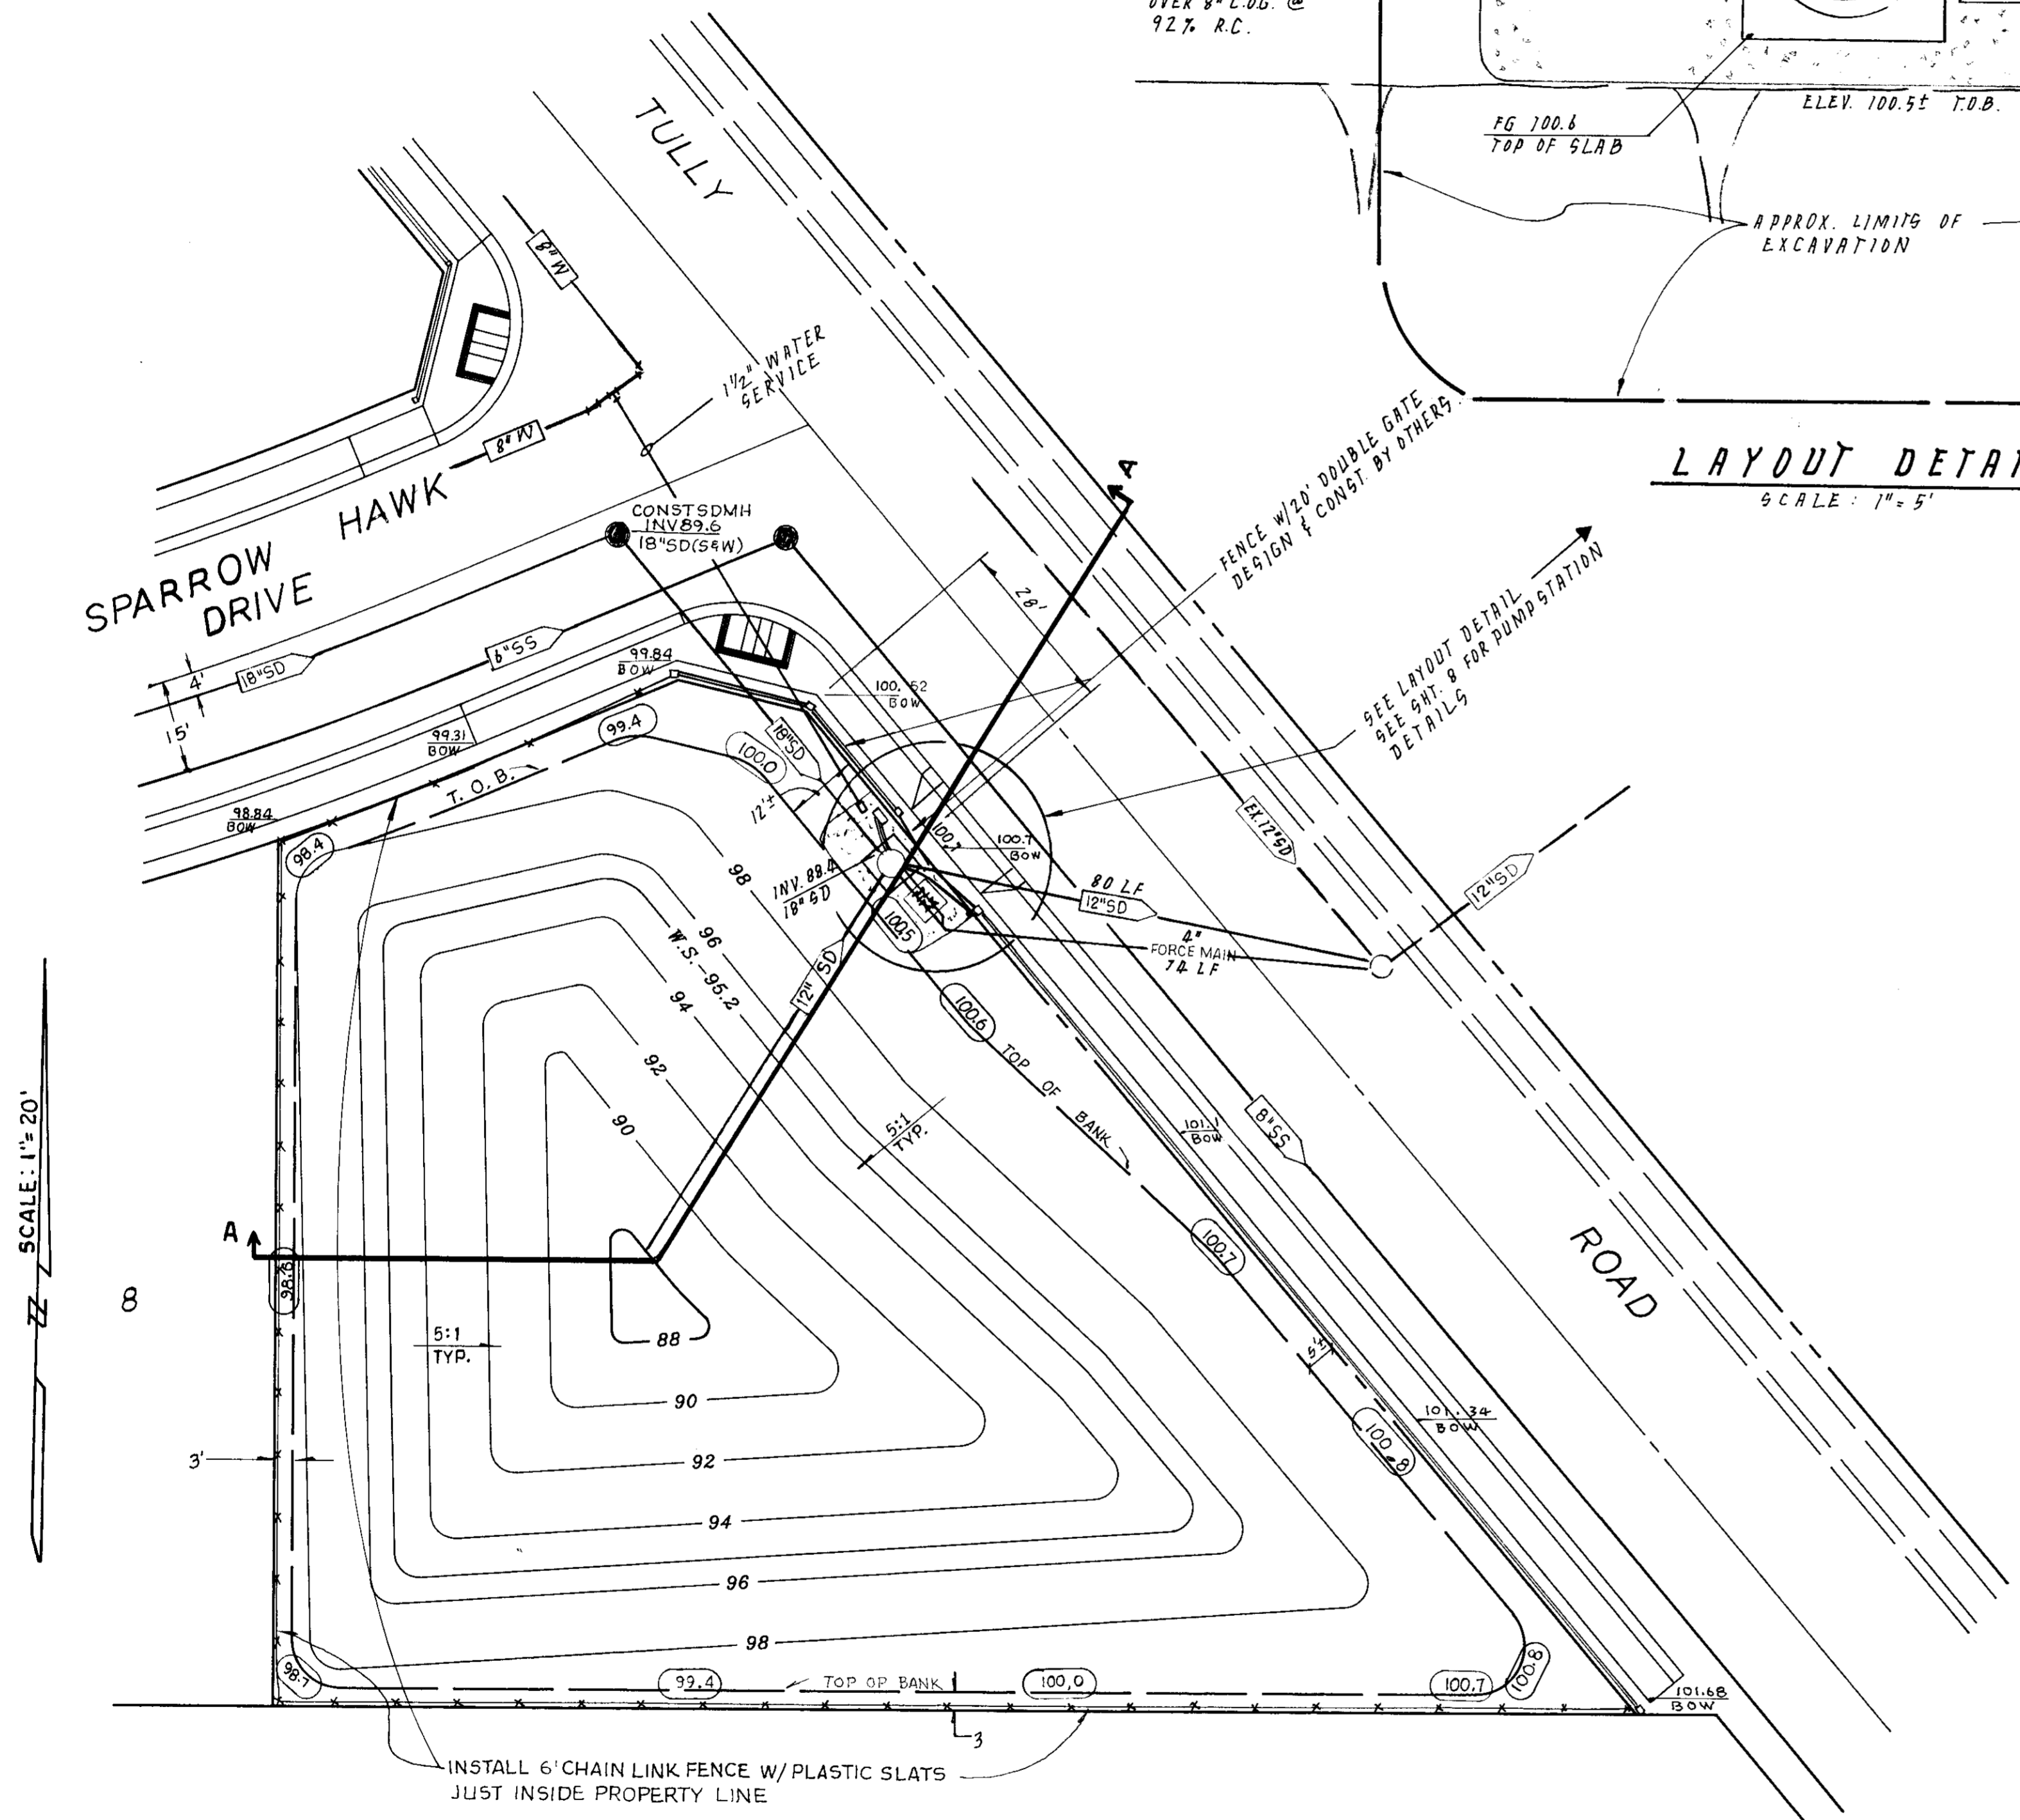 OVER 8" C.U.G. @
92% R.C.
ELEV. 100.5± T.O.B.
FG 100.6
TOP OF SLAB
APPROX. LIMITS OF
EXCAVATION
LAYOUT DETAI
SCALE: 1"=5'
TULLY
8"W
1½" WATER
SERVICE
8"W
FENCE W/20' DOUBLE GATE
DESIGN & CONST. BY OTHERS.
A
HAWK
SPARROW
DRIVE
CONST SDMH
INV 89.6
18"SD(S&W)
28'
SEE LAYOUT DETAIL
SEE SHT. 8 FOR PUMP STATION
DETAILS
6"SS
18"SD
4'
15'
99.84
BOW
100.52
BOW
99.31
BOW
99.4
T.O.B.
18"SD
100.0
12'±
98.84
BOW
98.4
100.7
100.7
BOW
EX.12"SD
12"SD
98
INV. 88.4
18"SD
80 LF
12"SD
100.5
4"
FORCE MAIN
74 LF
96
W.S. 95.2
94
12" SD
100.6
TOP OF BANK
92
90
5:1
TYP.
101.1
BOW
8"SS
SCALE: 1"=20'
N
A
98.6
8
100.7
ROAD
88
5:1
TYP.
5'±
90
101.34
BOW
100.8
3'
92
94
96
98
98.7
99.4
TOP OF BANK
100.0
100.7
100.8
101.68
BOW
3
INSTALL 6' CHAIN LINK FENCE W/ PLASTIC SLATS
JUST INSIDE PROPERTY LINE